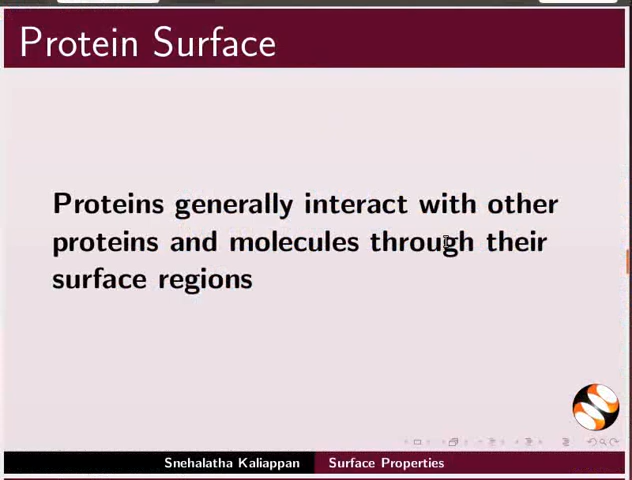 Protein Surface
Proteins generally interact with other
proteins and molecules through their
surface regions
Snehalatha Kaliappan Surface Properties